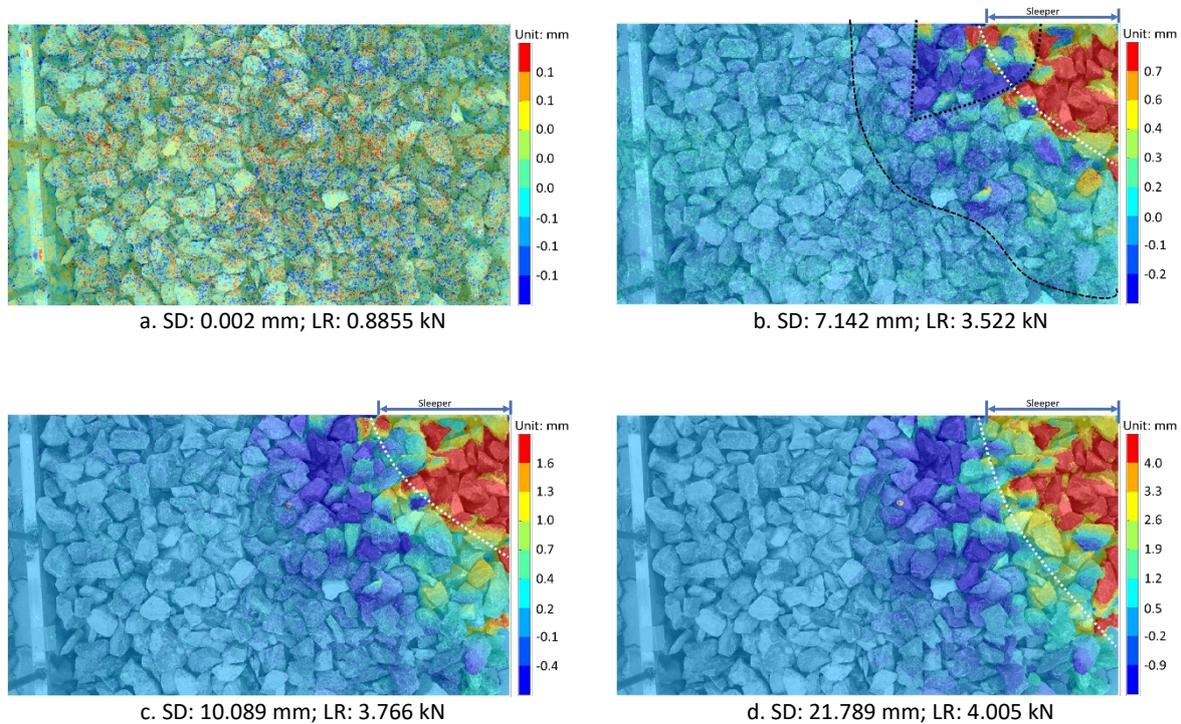 Unit: mm
0.1
0.1
0.0
0.0
0.0
-0.1
-0.1
-0.1
a. SD: 0.002 mm; LR: 0.8855 kN
Sleeper
Unit: mm
0.7
0.6
0.4
0.3
0.2
0.0
-0.1
-0.2
b. SD: 7.142 mm; LR: 3.522 kN
Sleeper
Unit: mm
1.6
1.3
1.0
0.7
0.4
0.2
-0.1
-0.4
c. SD: 10.089 mm; LR: 3.766 kN
Sleeper
Unit: mm
4.0
3.3
2.6
1.9
1.2
0.5
-0.2
-0.9
d. SD: 21.789 mm; LR: 4.005 kN